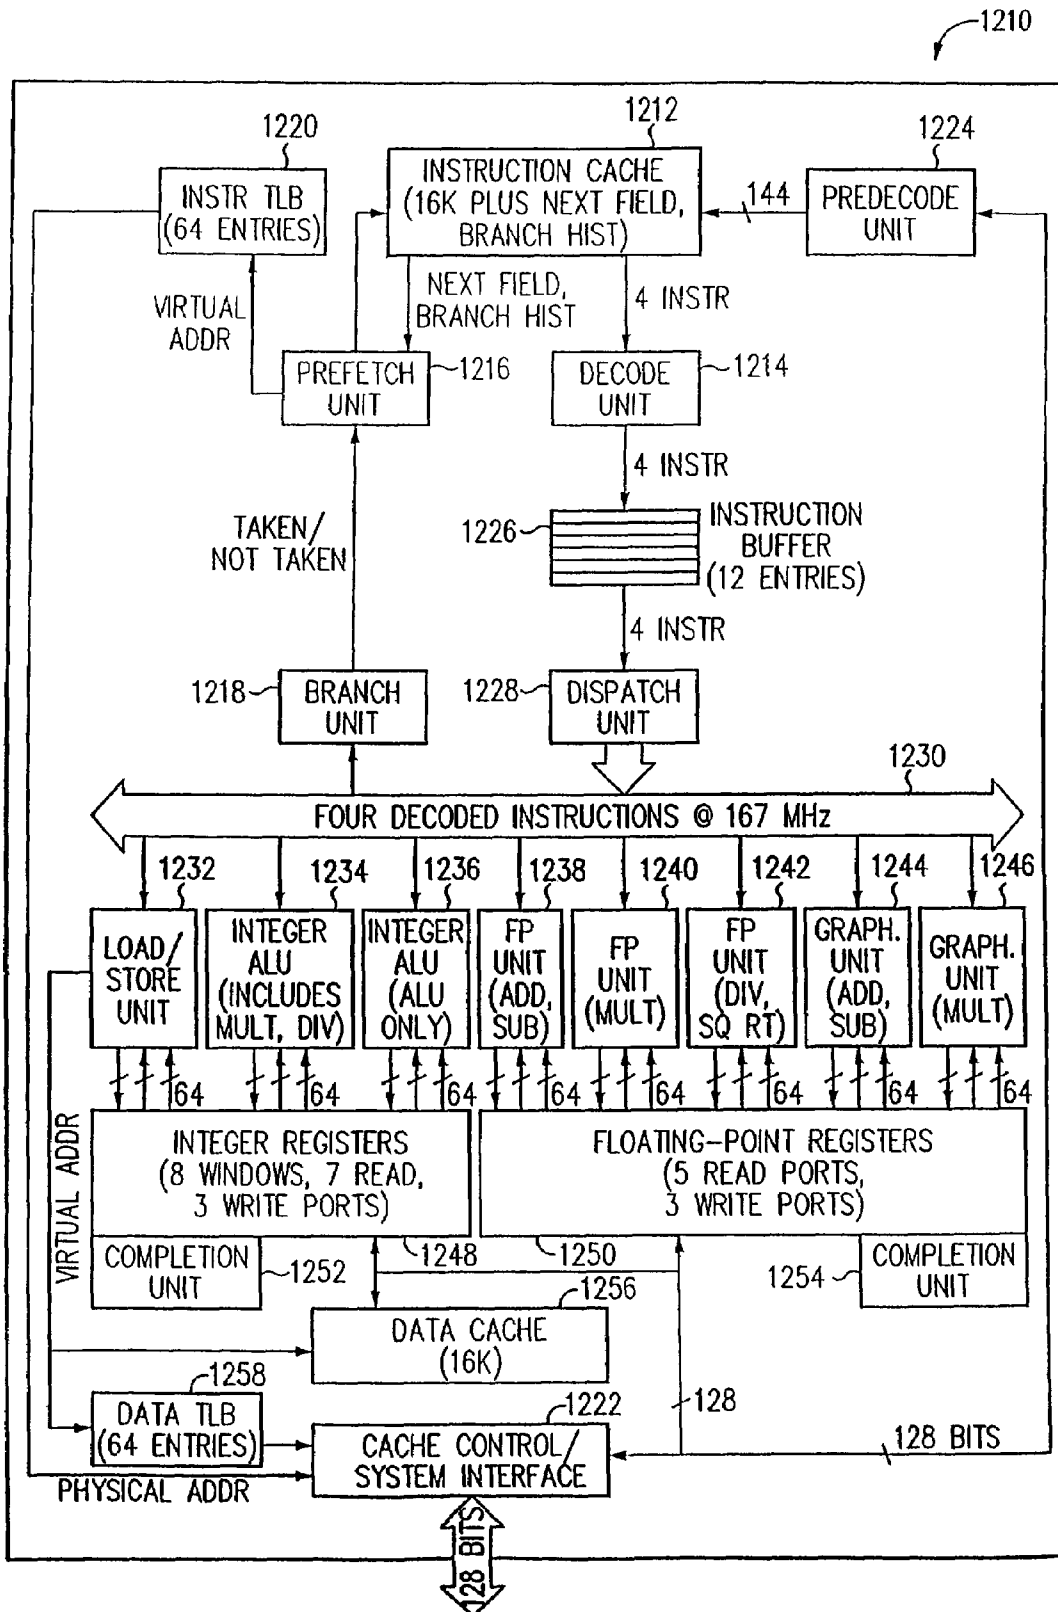 1210
1220
INSTR TLB
(64 ENTRIES)
1212
INSTRUCTION CACHE
(16K PLUS NEXT FIELD,
BRANCH HIST)
144
1224
PREDECODE
UNIT
VIRTUAL
ADDR
NEXT FIELD,
BRANCH HIST
4 INSTR
PREFETCH
UNIT
1216
DECODE
UNIT
1214
4 INSTR
TAKEN/
NOT TAKEN
1226
INSTRUCTION
BUFFER
(12 ENTRIES)
4 INSTR
1218
BRANCH
UNIT
1228
DISPATCH
UNIT
1230
FOUR DECODED INSTRUCTIONS @ 167 MHz
1232
LOAD/
STORE
UNIT
1234
INTEGER
ALU
(INCLUDES
MULT, DIV)
1236
INTEGER
ALU
(ALU
ONLY)
1238
FP
UNIT
(ADD,
SUB)
1240
FP
UNIT
(MULT)
1242
FP
UNIT
(DIV,
SQ RT)
1244
GRAPH.
UNIT
(ADD,
SUB)
1246
GRAPH.
UNIT
(MULT)
64
64
64
64
64
64
64
64
VIRTUAL ADDR
INTEGER REGISTERS
(8 WINDOWS, 7 READ,
3 WRITE PORTS)
FLOATING-POINT REGISTERS
(5 READ PORTS,
3 WRITE PORTS)
COMPLETION
UNIT
1252
1248
1250
1254
COMPLETION
UNIT
1256
DATA CACHE
(16K)
1258
DATA TLB
(64 ENTRIES)
1222
CACHE CONTROL/
SYSTEM INTERFACE
128
128 BITS
PHYSICAL ADDR
128 BITS